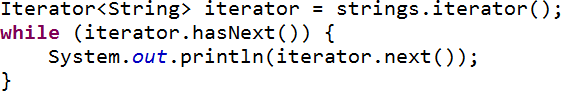 Iterator<String> iterator = strings.iterator();
while (iterator.hasNext()) {
    System.out.println(iterator.next());
}